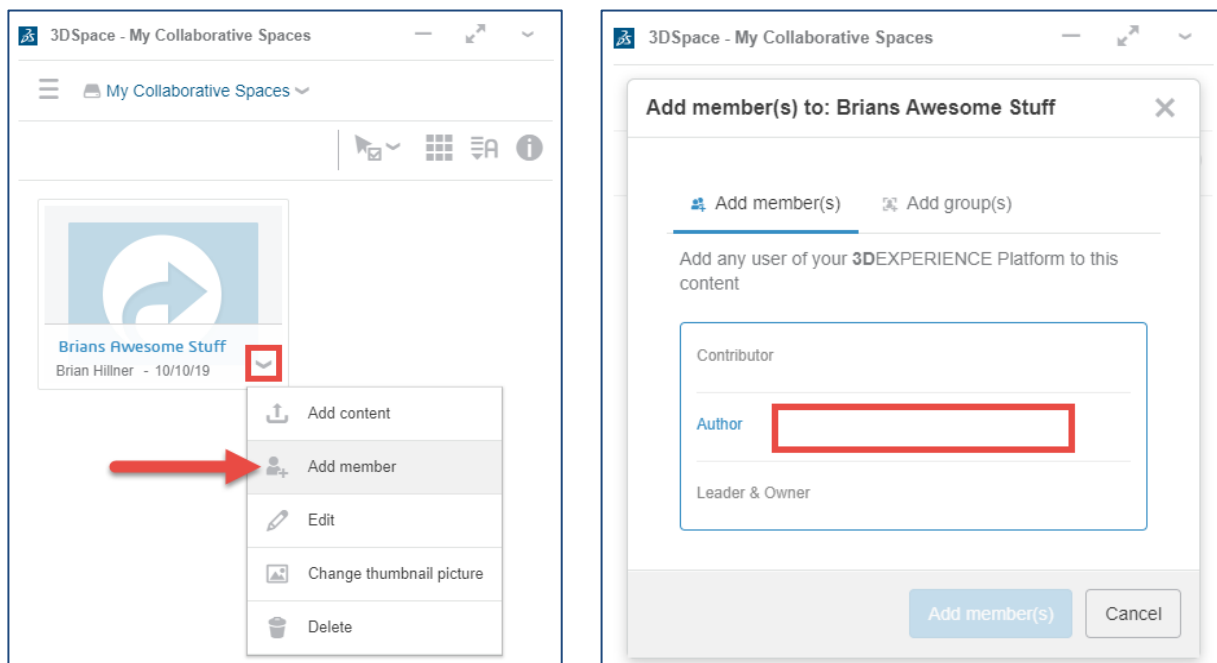 3DSpace - My Collaborative Spaces
My Collaborative Spaces
Brians Awesome Stuff
Brian Hillner - 10/10/19
Add content
Add member
Edit
Change thumbnail picture
Delete
3DSpace - My Collaborative Spaces
Add member(s) to: Brians Awesome Stuff
Add member(s) Add group(s)
Add any user of your 3DEXPERIENCE Platform to this
content
Contributor
Author
Leader & Owner
Add member(s) Cancel